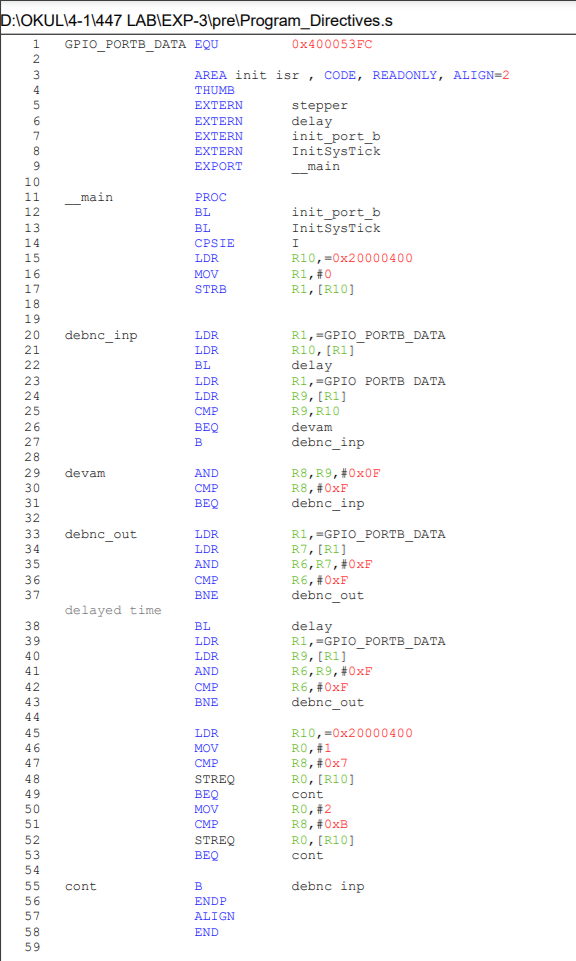 D:\OKUL\4-1\447 LAB\EXP-3\pre\Program_Directives.s
1 GPIO_PORTB_DATA EQU 0x400053FC
2
3 AREA init isr , CODE, READONLY, ALIGN=2
4 THUMB
5 EXTERN stepper
6 EXTERN delay
7 EXTERN init_port_b
8 EXTERN InitSysTick
9 EXPORT __main
10
11 __main PROC
12 BL init_port_b
13 BL InitSysTick
14 CPSIE I
15 LDR R10,=0x20000400
16 MOV R1,#0
17 STRB R1,[R10]
18
19
20 debnc_inp LDR R1,=GPIO_PORTB_DATA
21 LDR R10,[R1]
22 BL delay
23 LDR R1,=GPIO PORTB DATA
24 LDR R9,[R1]
25 CMP R9,R10
26 BEQ devam
27 B debnc_inp
28
29 devam AND R8,R9,#0x0F
30 CMP R8,#0xF
31 BEQ debnc_inp
32
33 debnc_out LDR R1,=GPIO_PORTB_DATA
34 LDR R7,[R1]
35 AND R6,R7,#0xF
36 CMP R6,#0xF
37 BNE debnc_out
delayed time
38 BL delay
39 LDR R1,=GPIO_PORTB_DATA
40 LDR R9,[R1]
41 AND R6,R9,#0xF
42 CMP R6,#0xF
43 BNE debnc_out
44
45 LDR R10,=0x20000400
46 MOV R0,#1
47 CMP R8,#0x7
48 STREQ R0,[R10]
49 BEQ cont
50 MOV R0,#2
51 CMP R8,#0xB
52 STREQ R0,[R10]
53 BEQ cont
54
55 cont B debnc inp
56 ENDP
57 ALIGN
58 END
59